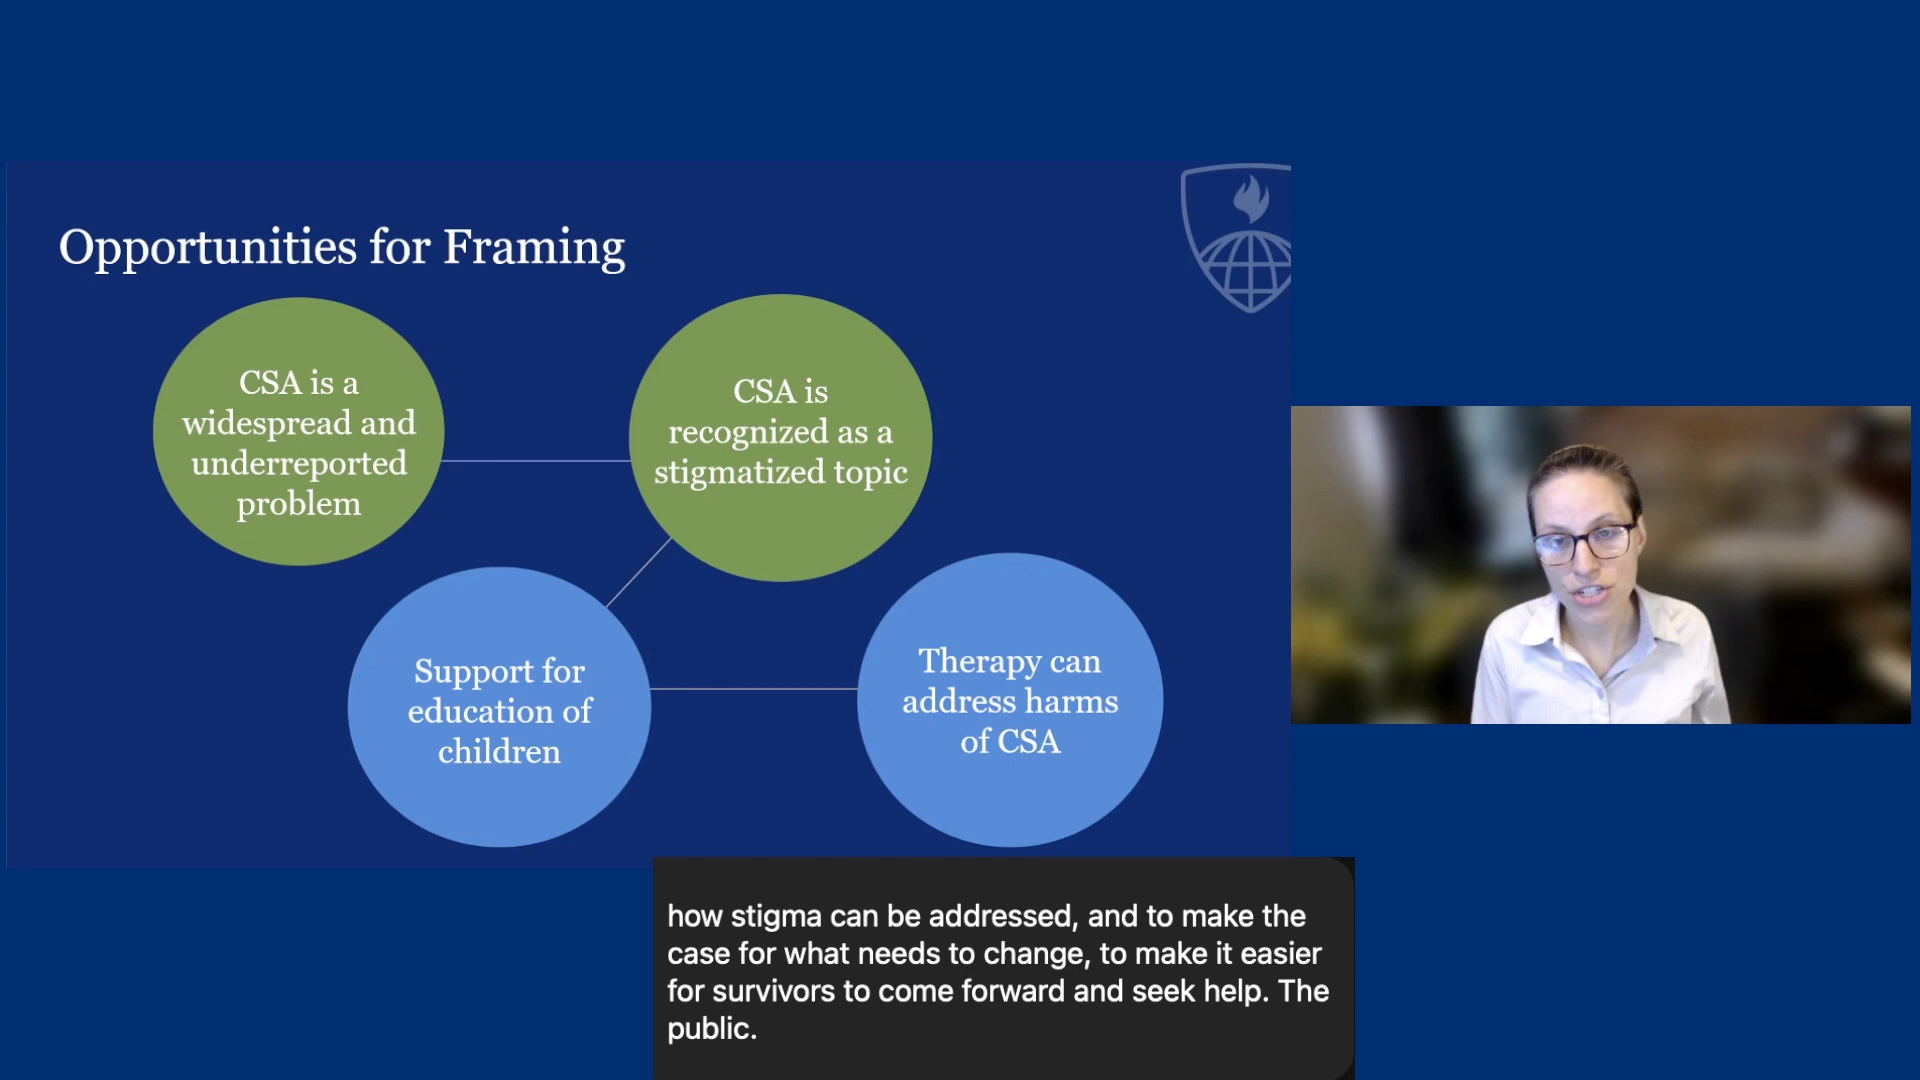 Opportunities for Framing
CSA is a
widespread and
underreported
problem
CSA is
recognized as a
stigmatized topic
Support for
education of
children
Therapy can
address harms
of CSA
how stigma can be addressed, and to make the
case for what needs to change, to make it easier
for survivors to come forward and seek help. The
public.